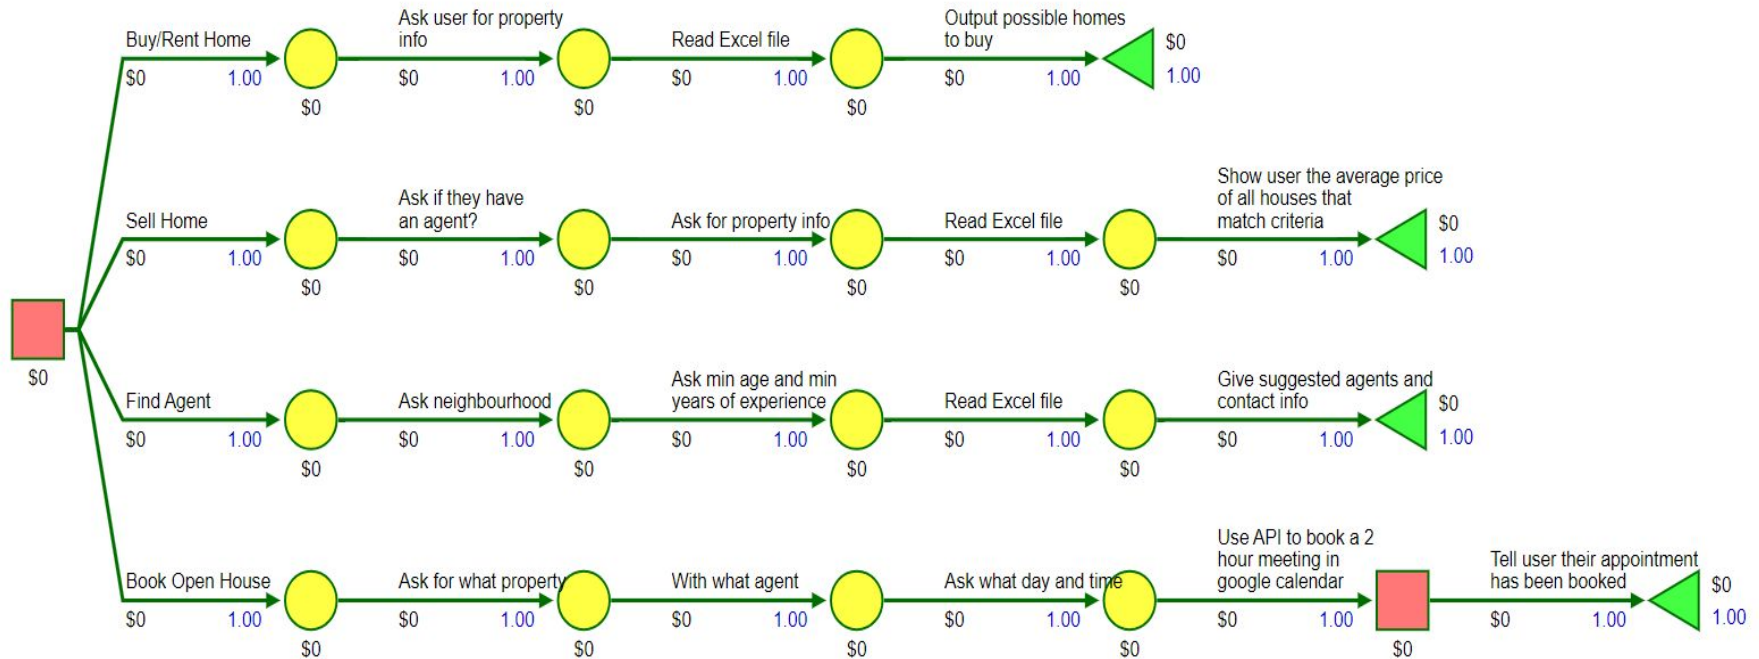 Ask user for property
info
Output possible homes
to buy
Buy/Rent Home
Read Excel file
$0
$0 1.00 $0 1.00 $0 1.00 $0 1.00 1.00
$0 $0 $0
Show user the average price
of all houses that
match criteria
Ask if they have
an agent?
Sell Home
Ask for property info
Read Excel file
$0
$0 1.00 $0 1.00 $0 1.00 $0 1.00 $0 1.00 1.00
$0 $0 $0 $0
$0
Ask min age and min
years of experience
Give suggested agents and
contact info
Find Agent
Ask neighbourhood
Read Excel file
$0
$0 1.00 $0 1.00 $0 1.00 $0 1.00 $0 1.00 1.00
$0 $0 $0 $0
Use API to book a 2
hour meeting in
google calendar
Tell user their appointment
has been booked
Book Open House
Ask for what property
With what agent
Ask what day and time
$0
$0 1.00 $0 1.00 $0 1.00 $0 1.00 $0 1.00 $0 1.00 1.00
$0 $0 $0 $0 $0